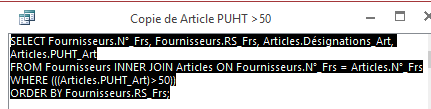 Copie de Article PUHT >50
SELECT Fournisseurs.N°_Frs, Fournisseurs.RS_Frs, Articles.Désignations_Art,
Articles.PUHT_Art
FROM Fournisseurs INNER JOIN Articles ON Fournisseurs.N°_Frs = Articles.N°_Frs
WHERE (((Articles.PUHT_Art)>50))
ORDER BY Fournisseurs.RS_Frs;